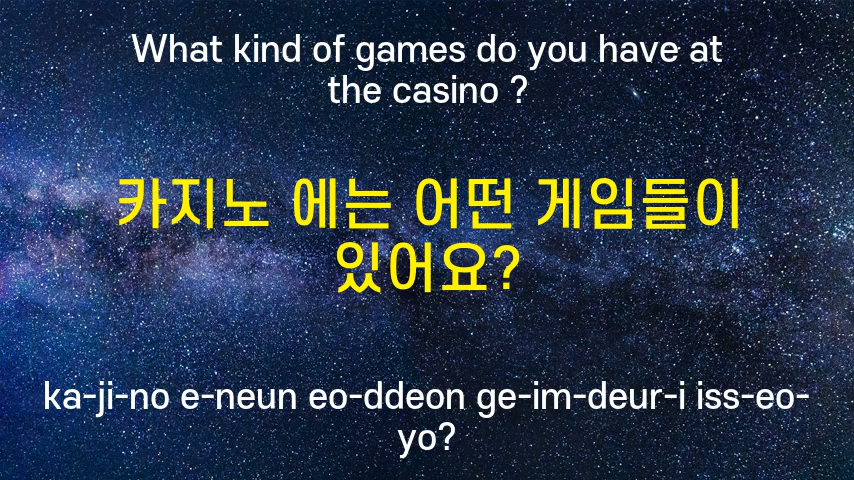 What kind of games do you have at
the casino ?
카지노 에는 어떤 게임들이
있어요?
ka-ji-no e-neun eo-ddeon ge-im-deur-i iss-eo-
yo?